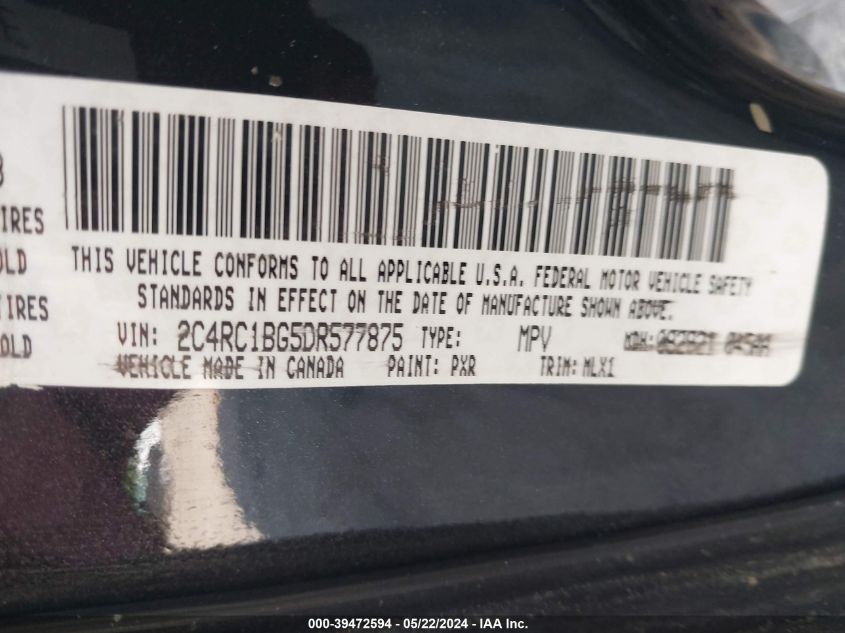 3
IRES
THIS VEHICLE CONFORMS TO ALL APPLICABLE U.S.A. FEDERAL MOTOR VEHICLE SAFETY
OLD
STANDARDS IN EFFECT ON THE DATE OF MANUFACTURE SHOWN ABOVE.
IRES
VIN: 2C4RC1BG5DR577875 TYPE: MPV MDH:
OLD
VEHICLE MADE IN CANADA PAINT: PXR TRIM: MLX1
000-39472594 - 05/22/2024 - IAA Inc.